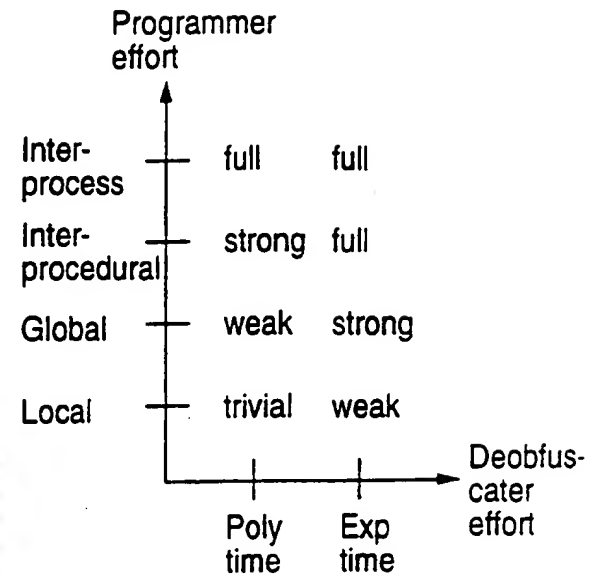 Programmer
effort
Inter-
process
full full
Inter-
procedural
strong full
Global weak strong
Local trivial weak
Deobfus-
cater
effort
Poly
time
Exp
time